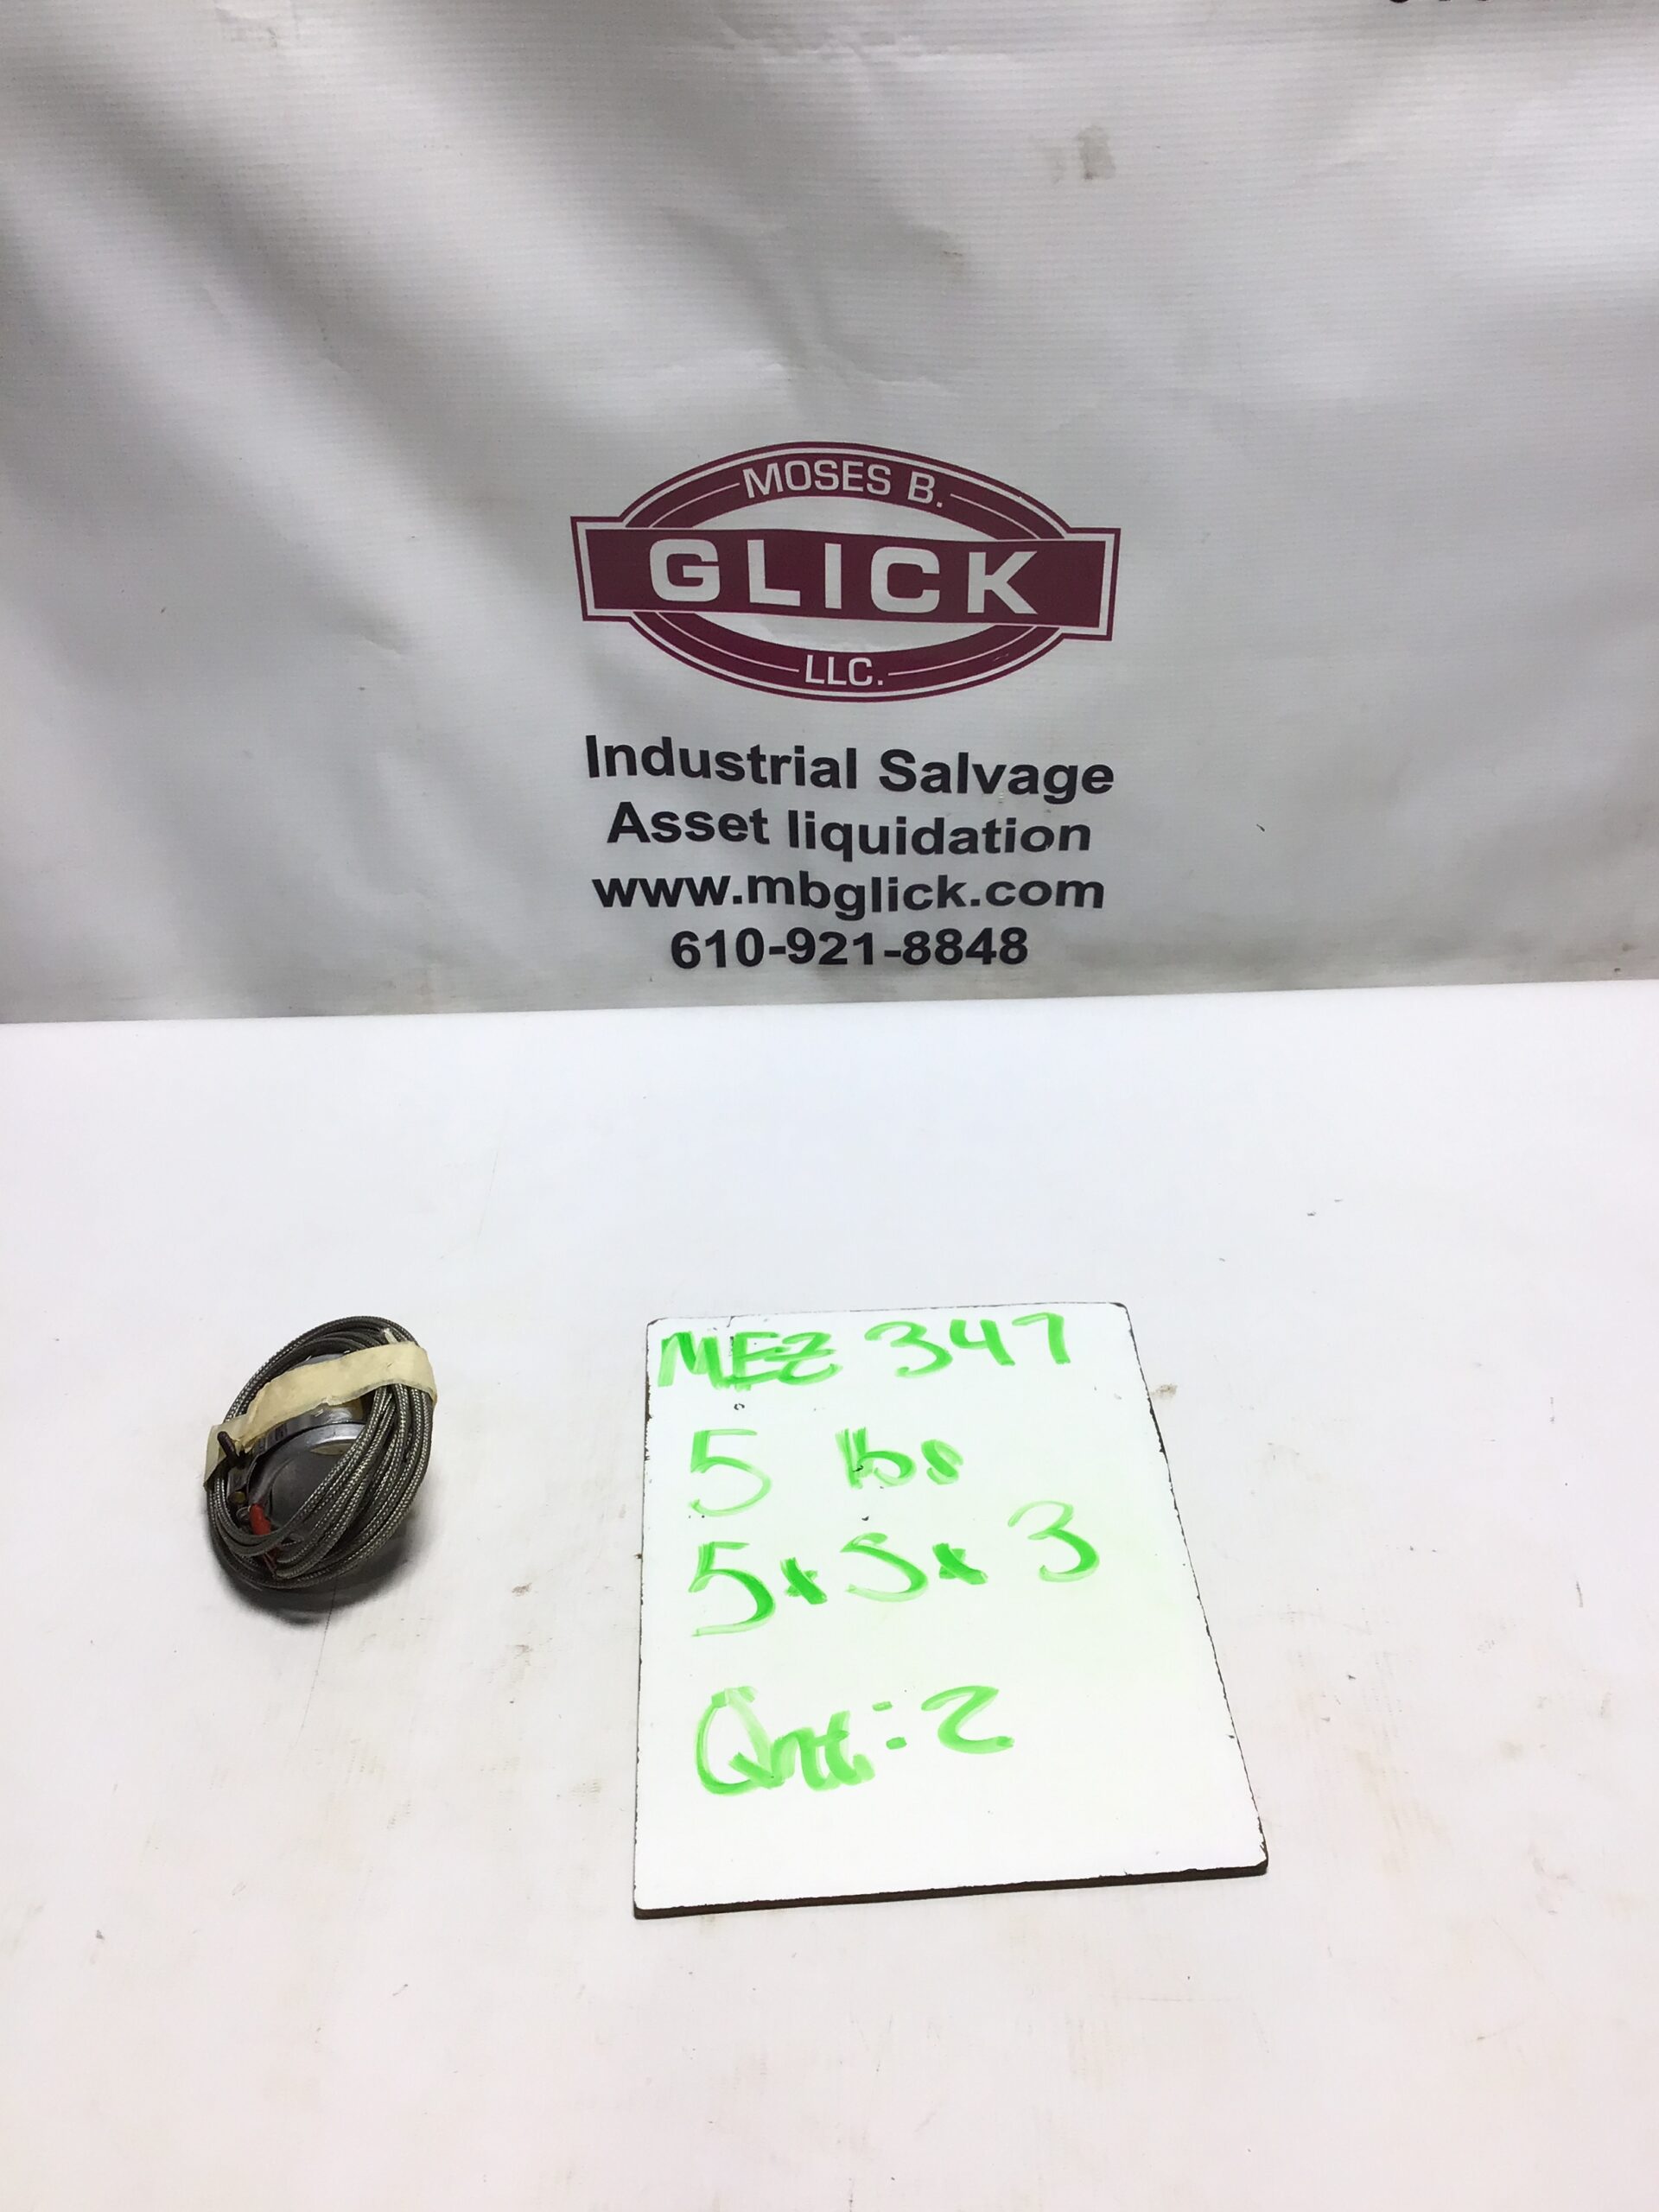 MOSES B.
GLICK
LLC.
Industrial Salvage
Asset liquidation
www.mbglick.com
610-921-8848
MEZ 347
5 lbs
5x5x3
Qnt:2